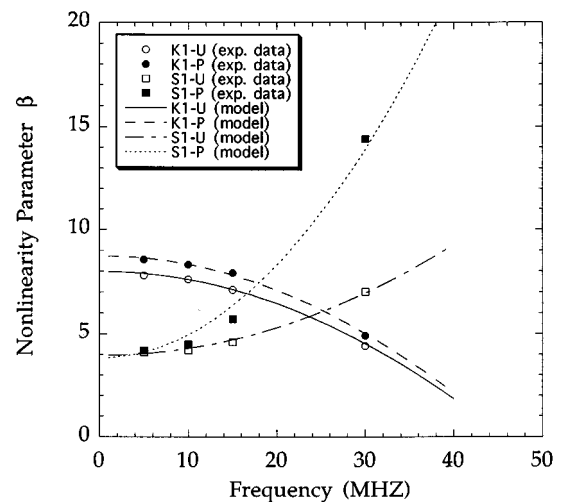 20
15
10
5
0
Nonlinearity Parameter β
K1-U (exp. data)
K1-P (exp. data)
S1-U (exp. data)
S1-P (exp. data)
K1-U (model)
K1-P (model)
S1-U (model)
S1-P (model)
0 10 20 30 40 50
Frequency (MHZ)